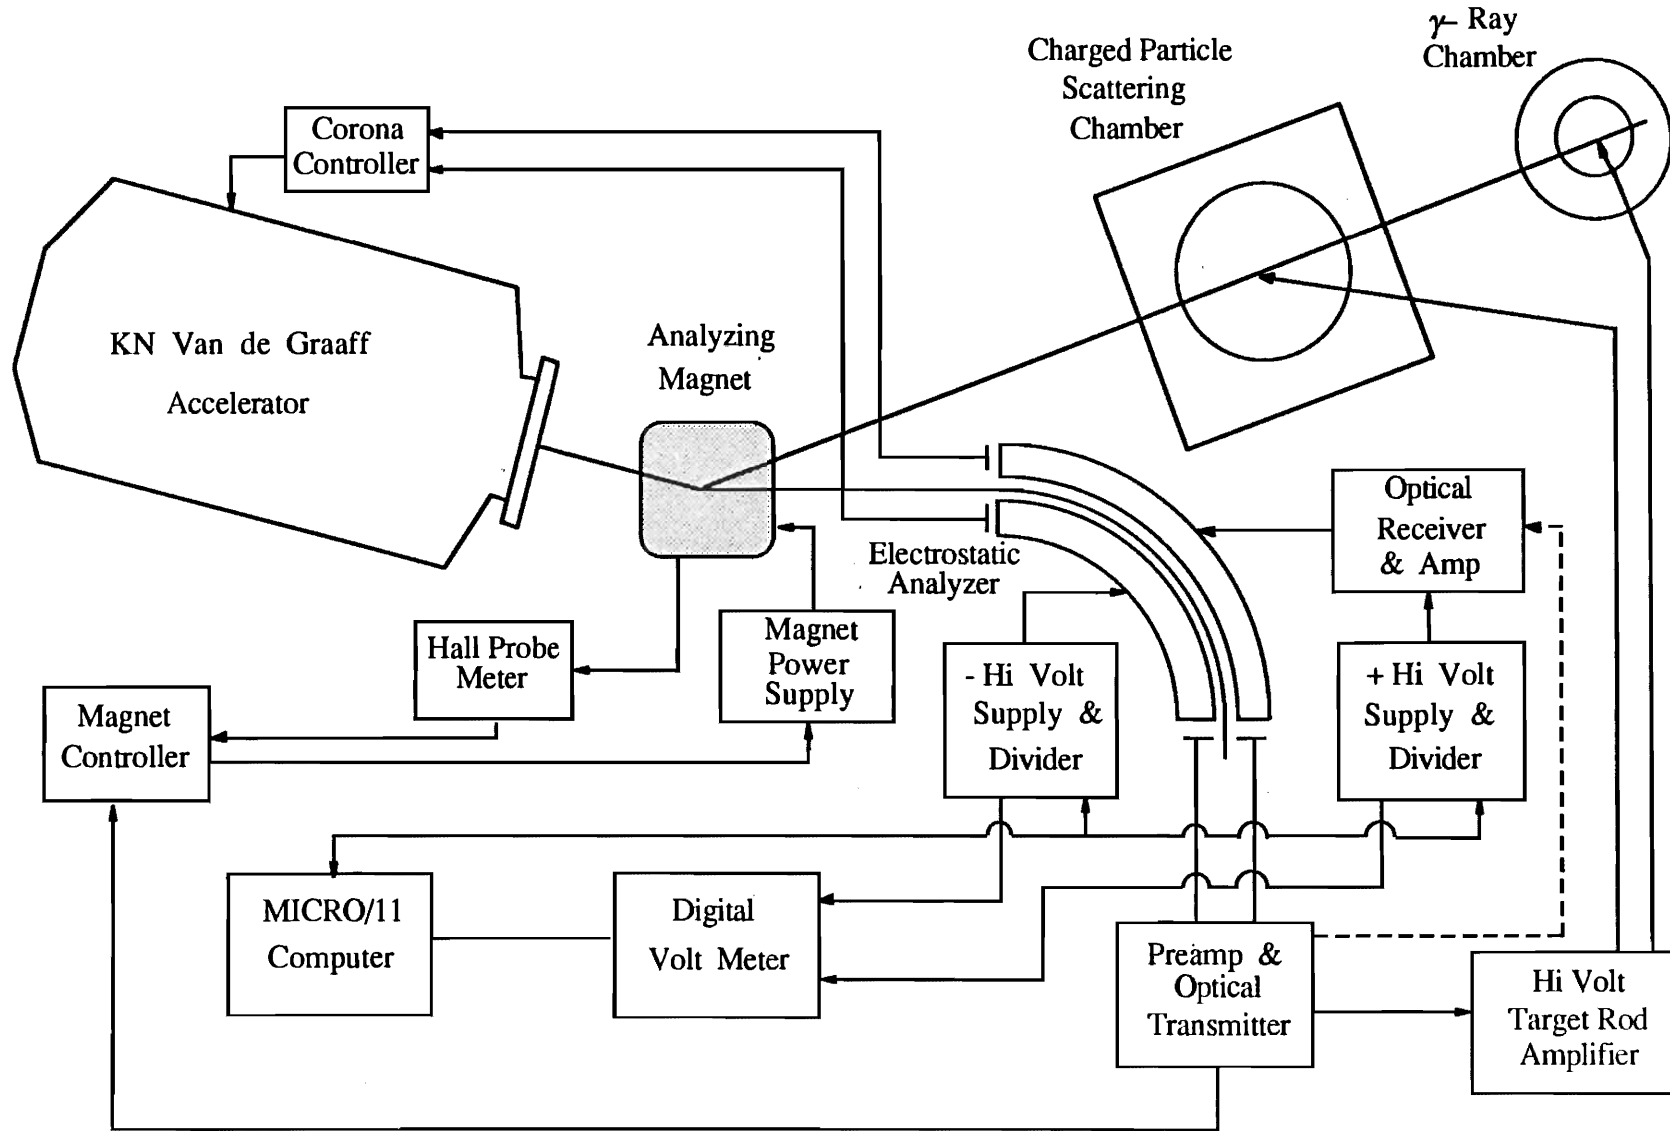 γ- Ray
Chamber
Charged Particle
Scattering
Chamber
Corona
Controller
KN Van de Graaff
Accelerator
Analyzing
Magnet
Optical
Receiver
& Amp
Electrostatic
Analyzer
Hall Probe
Meter
Magnet
Power
Supply
- Hi Volt
Supply &
Divider
+ Hi Volt
Supply &
Divider
Magnet
Controller
MICRO/11
Computer
Digital
Volt Meter
Preamp &
Optical
Transmitter
Hi Volt
Target Rod
Amplifier